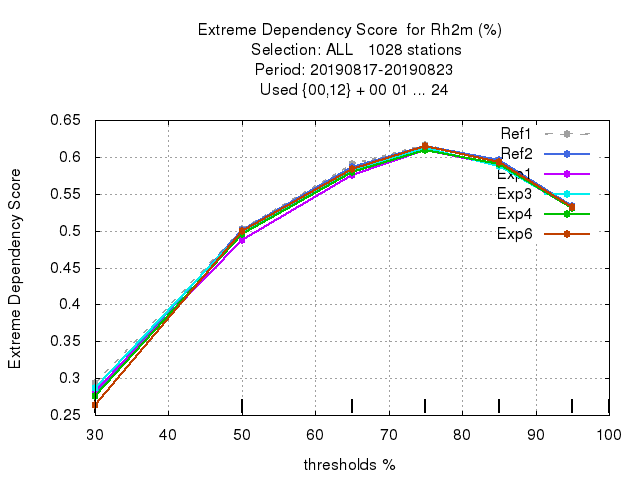 Extreme Dependency Score  for Rh2m (%)
Selection: ALL   1028 stations
Period: 20190817-20190823
Used {00,12} + 00 01 ... 24
Extreme Dependency Score
0.65
0.6
0.55
0.5
0.45
0.4
0.35
0.3
0.25
Ref1
Ref2
Exp1
Exp3
Exp4
Exp6
30 40 50 60 70 80 90 100
thresholds %